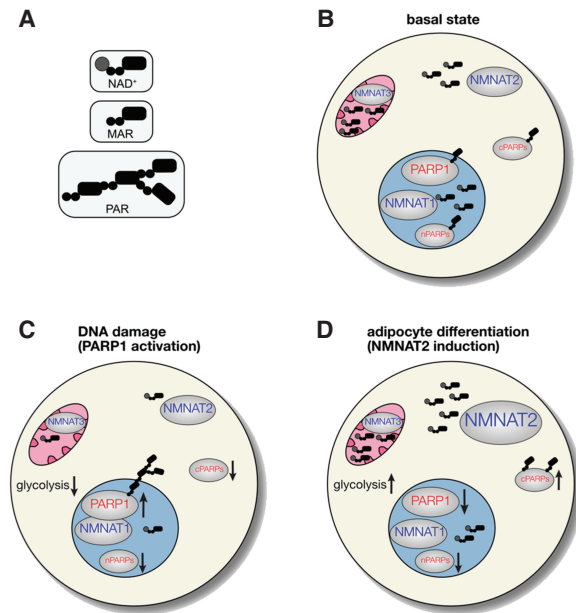 A
NAD+
MAR
PAR
B
basal state
NMNAT3
NMNAT2
cPARPs
PARP1
NMNAT1
nPARPs
C
DNA damage
(PARP1 activation)
NMNAT3
NMNAT2
cPARPs
glycolysis
PARP1
NMNAT1
nPARPs
D
adipocyte differentiation
(NMNAT2 induction)
NMNAT3
NMNAT2
glycolysis
cPARPs
PARP1
NMNAT1
nPARPs